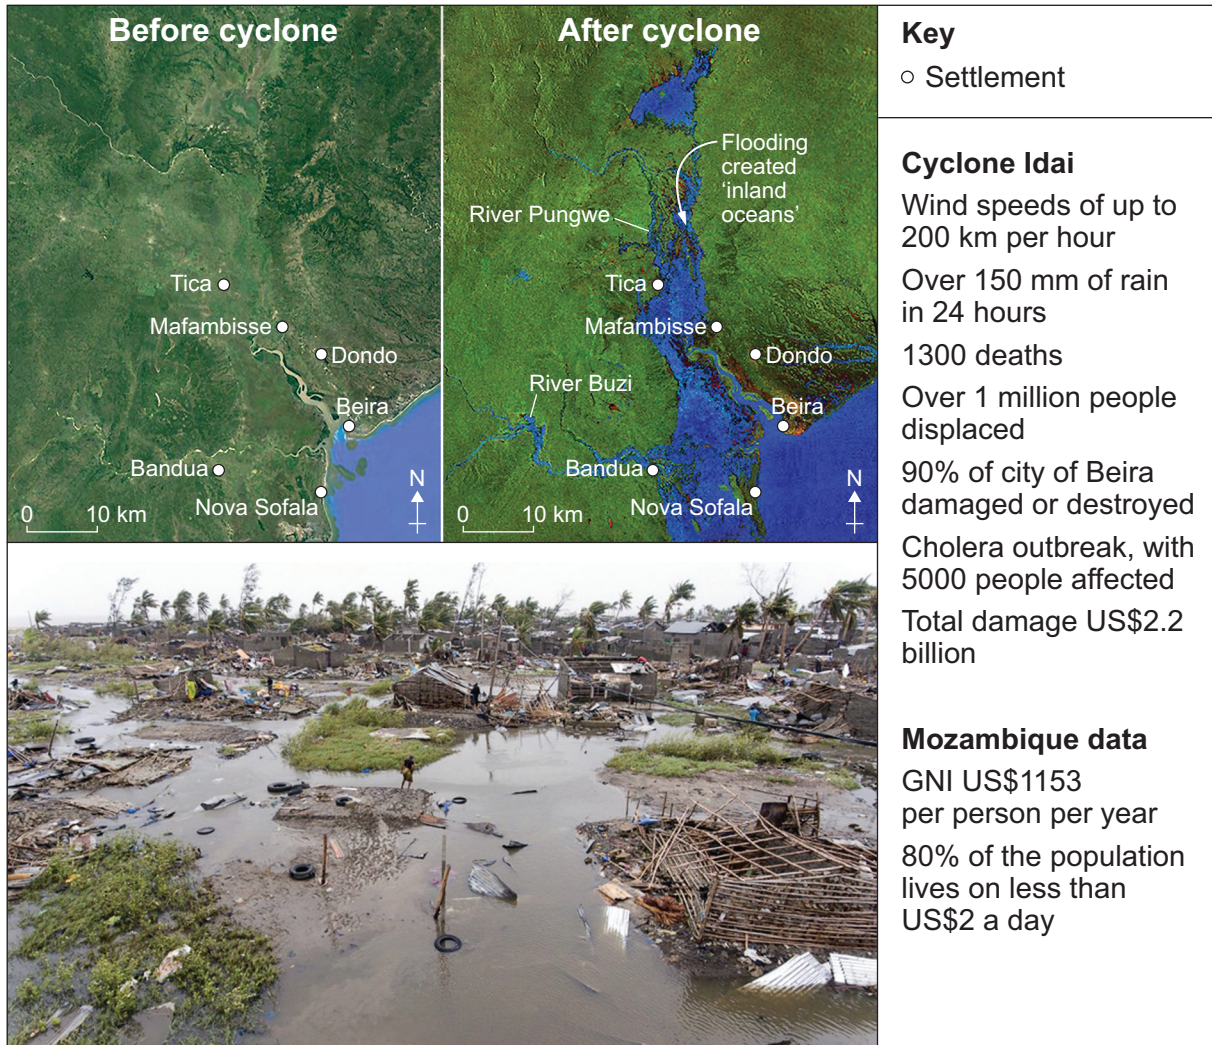 Before cyclone
Tica
Mafambisse
Dondo
Beira
Bandua
Nova Sofala
N
0 10 km
After cyclone
Flooding
created
‘inland
oceans’
River Pungwe
Tica
Mafambisse
Dondo
River Buzi
Beira
Bandua
Nova Sofala
N
0 10 km
Key
Settlement
Cyclone Idai
Wind speeds of up to
200 km per hour
Over 150 mm of rain
in 24 hours
1300 deaths
Over 1 million people
displaced
90% of city of Beira
damaged or destroyed
Cholera outbreak, with
5000 people affected
Total damage US$2.2
billion
Mozambique data
GNI US$1153
per person per year
80% of the population
lives on less than
US$2 a day